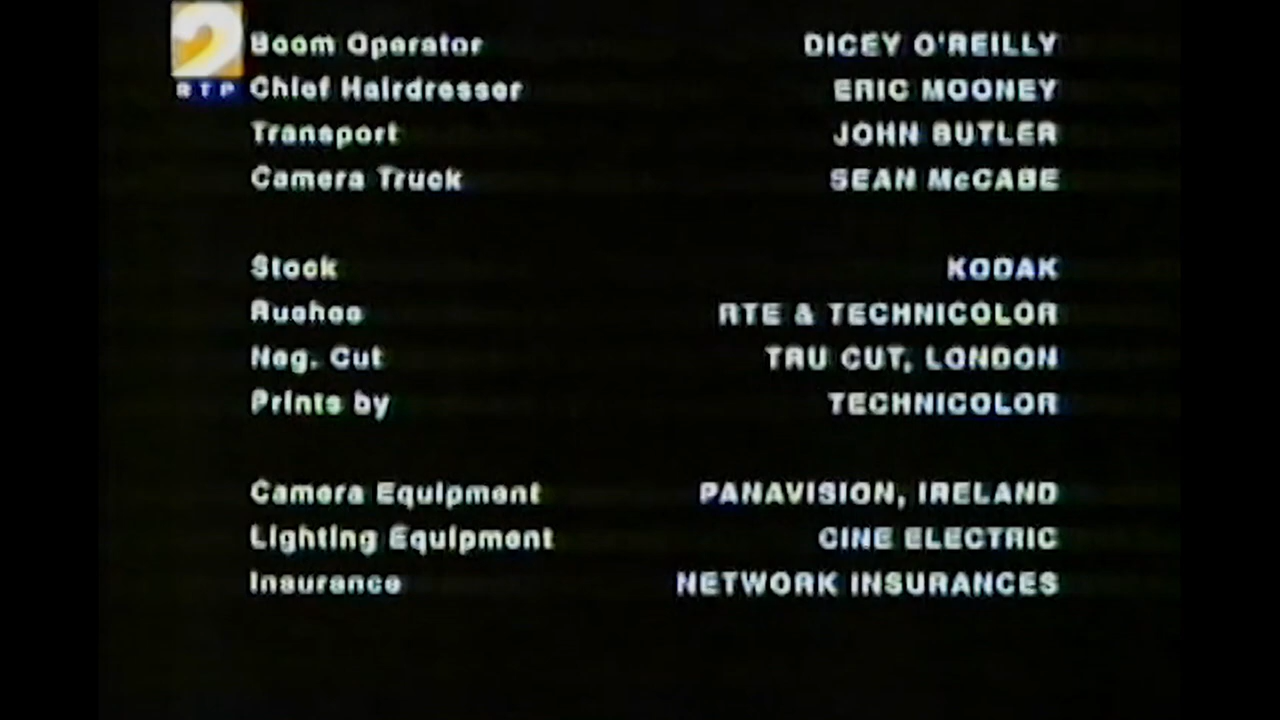 2
Boom Operator DICEY O'REILLY
RTP Chief Hairdresser ERIC MOONEY
Transport JOHN BUTLER
Camera Truck SEAN McCABE
Stock KODAK
Rushes RTE & TECHNICOLOR
Neg. Cut TRU CUT, LONDON
Prints by TECHNICOLOR
Camera Equipment PANAVISION, IRELAND
Lighting Equipment CINE ELECTRIC
Insurance NETWORK INSURANCES